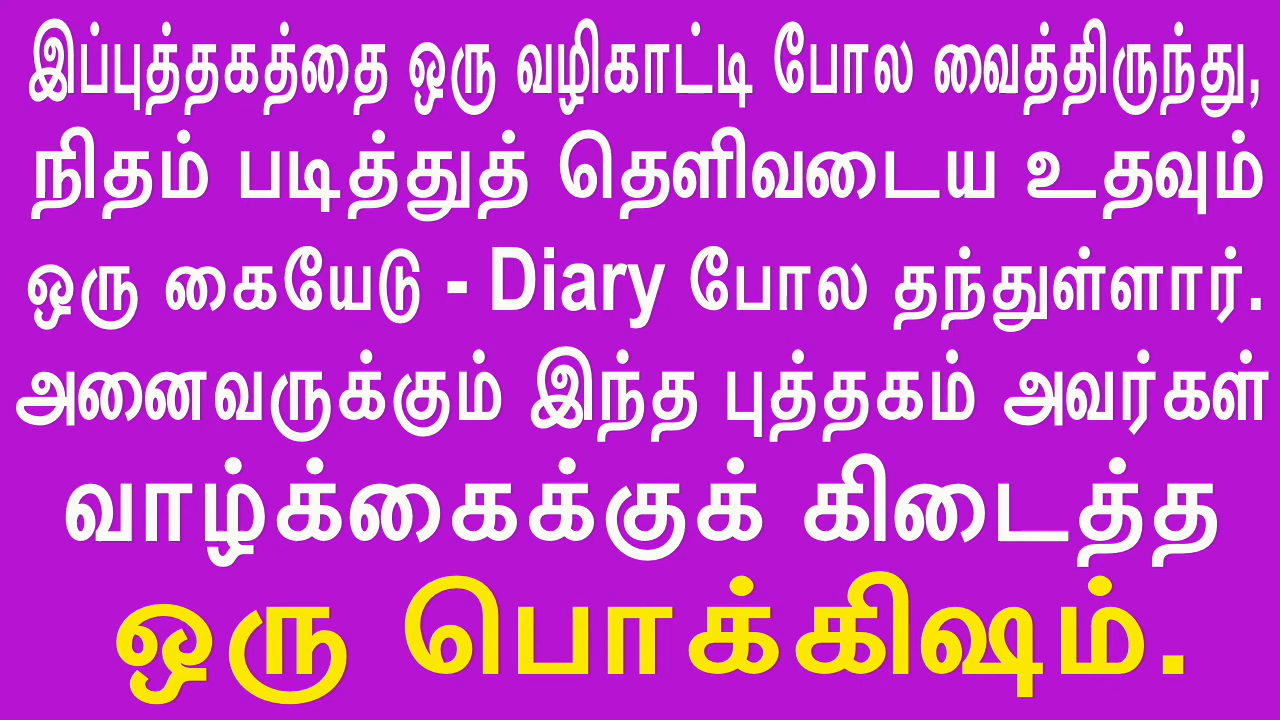 இப்புத்தகத்தை ஒரு வழிகாட்டி போல வைத்திருந்து,
நிதம் படித்துத் தெளிவடைய உதவும்
ஒரு கையேடு - Diary போல தந்துள்ளார்.
அனைவருக்கும் இந்த புத்தகம் அவர்கள்
வாழ்க்கைக்குக் கிடைத்த
ஒரு பொக்கிஷம்.